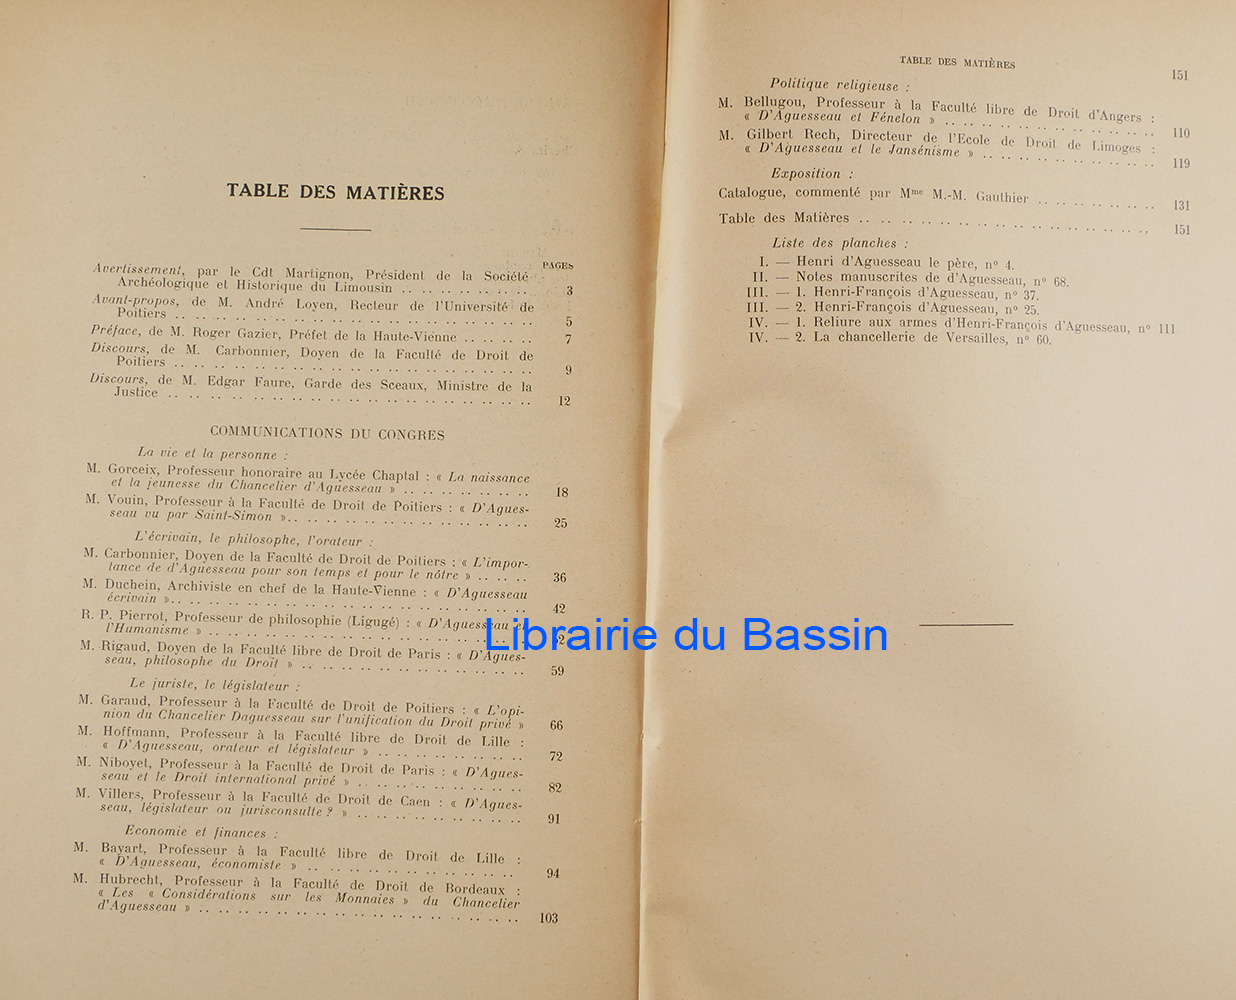 TABLE DES MATIÈRES
PAGES
Avertissement, par le Cdt Martignon, Président de la Société
Archéologique et Historique du Limousin .. .. .. .. .. .. .. 3
Avant-propos, de M. André Loyen, Recteur de l'Université de
Poitiers .. .. .. .. .. .. .. .. .. .. .. .. .. .. .. .. .. 5
Préface, de M. Roger Gazier, Préfet de la Haute-Vienne .. .. .. .. 7
Discours, de M. Carbonnier, Doyen de la Faculté de Droit de
Poitiers .. .. .. .. .. .. .. .. .. .. .. .. .. .. .. .. .. 9
Discours, de M. Edgar Faure, Garde des Sceaux, Ministre de la
Justice .. .. .. .. .. .. .. .. .. .. .. .. .. .. .. .. .. 12
COMMUNICATIONS DU CONGRES
La vie et la personne :
M. Gorceix, Professeur honoraire au Lycée Chaptal : « La naissance
et la jeunesse du Chancelier d'Aguesseau » .. .. .. .. .. .. .. 18
M. Vouin, Professeur à la Faculté de Droit de Poitiers : « D'Agues-
seau vu par Saint-Simon ».. .. .. .. .. .. .. .. .. .. .. .. 25
L'écrivain, le philosophe, l'orateur :
M. Carbonnier, Doyen de la Faculté de Droit de Poitiers : « L'impor-
tance de d'Aguesseau pour son temps et pour le nôtre » .. .. .. 36
M. Duchein, Archiviste en chef de la Haute-Vienne : « D'Aguesseau
écrivain ».. .. .. .. .. .. .. .. .. .. .. .. .. .. .. .. .. 42
R. P. Pierrot, Professeur de philosophie (Ligugé) : « D'Aguesseau et
l'Humanisme » .. .. .. .. .. .. .. .. .. .. .. .. .. .. .. 52
M. Rigaud, Doyen de la Faculté libre de Droit de Paris : « D'Agues-
seau, philosophe du Droit » .. .. .. .. .. .. .. .. .. .. .. 59
Le juriste, le législateur :
M. Garaud, Professeur à la Faculté de Droit de Poitiers : « L'opi-
nion du Chancelier Daguesseau sur l'unification du Droit privé » 66
M. Hoffmann, Professeur à la Faculté libre de Droit de Lille :
« D'Aguesseau, orateur et législateur » .. .. .. .. .. .. .. 72
M. Niboyet, Professeur à la Faculté de Droit de Paris : « D'Agues-
seau et le Droit international privé » .. .. .. .. .. .. .. .. 82
M. Villers, Professeur à la Faculté de Droit de Caen : « D'Agues-
seau, législateur ou jurisconsulte ? » .. .. .. .. .. .. .. .. 91
Economie et finances :
M. Bayart, Professeur à la Faculté libre de Droit de Lille :
« D'Aguesseau, économiste » .. .. .. .. .. .. .. .. .. .. 94
M. Hubrecht, Professeur à la Faculté de Droit de Bordeaux :
« Les « Considérations sur les Monnaies » du Chancelier
d'Aguesseau » .. .. .. .. .. .. .. .. .. .. .. .. .. .. .. 103
TABLE DES MATIÈRES 151
Politique religieuse :
M. Bellugou, Professeur à la Faculté libre de Droit d'Angers :
« D'Aguesseau et Fénelon » .. .. .. .. .. .. .. .. .. .. .. 110
M. Gilbert Rech, Directeur de l'Ecole de Droit de Limoges :
« D'Aguesseau et le Jansénisme » .. .. .. .. .. .. .. .. .. 119
Exposition :
Catalogue, commenté par Mme M.-M. Gauthier .. .. .. .. .. .. 131
Table des Matières .. .. .. .. .. .. .. .. .. .. .. .. .. .. 151
Liste des planches :
I. — Henri d'Aguesseau le père, n° 4.
II. — Notes manuscrites de d'Aguesseau, n° 68.
III. — 1. Henri-François d'Aguesseau, n° 37.
III. — 2. Henri-François d'Aguesseau, n° 25.
IV. — 1. Reliure aux armes d'Henri-François d'Aguesseau, n° 111
IV. — 2. La chancellerie de Versailles, n° 60.
Librairie du Bassin